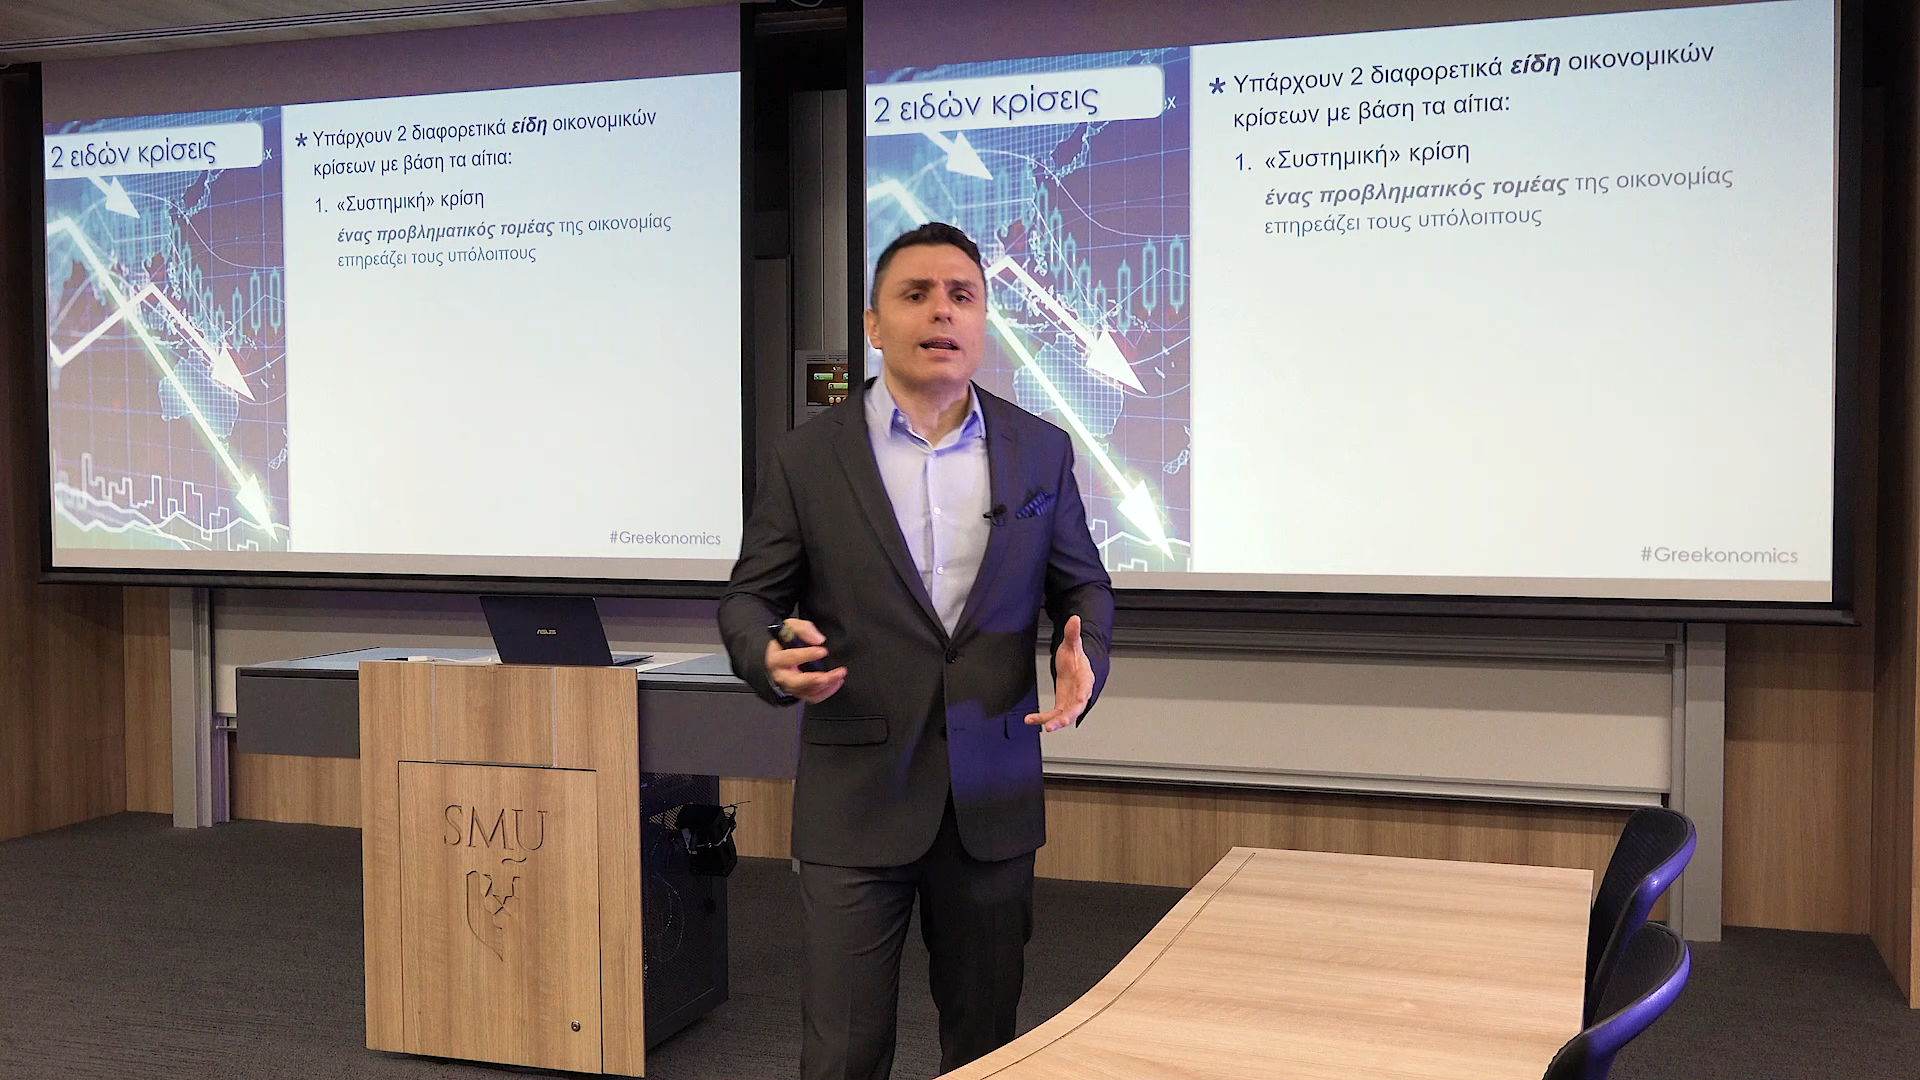 2 ειδών κρίσεις
* Υπάρχουν 2 διαφορετικά είδη οικονομικών
κρίσεων με βάση τα αίτια:
1. «Συστημική» κρίση
ένας προβληματικός τομέας της οικονομίας
επηρεάζει τους υπόλοιπους
#Greekonomics
2 ειδών κρίσεις
* Υπάρχουν 2 διαφορετικά είδη οικονομικών
κρίσεων με βάση τα αίτια:
1. «Συστημική» κρίση
ένας προβληματικός τομέας της οικονομίας
επηρεάζει τους υπόλοιπους
#Greekonomics
ASUS
SMU